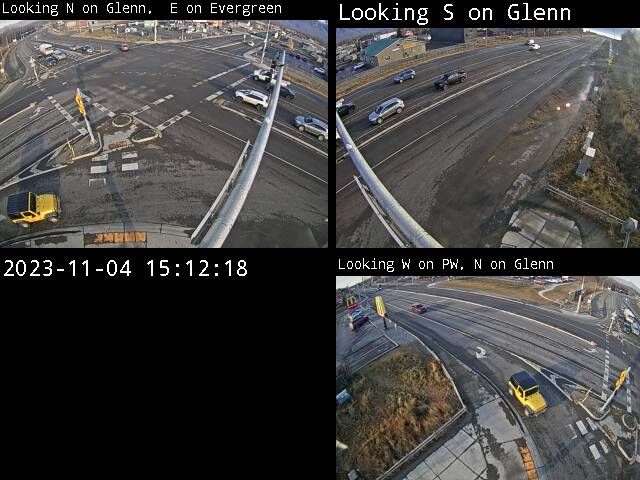 Looking N on Glenn, E on Evergreen
Looking S on Glenn
2023-11-04 15:12:18
Looking W on PW, N on Glenn